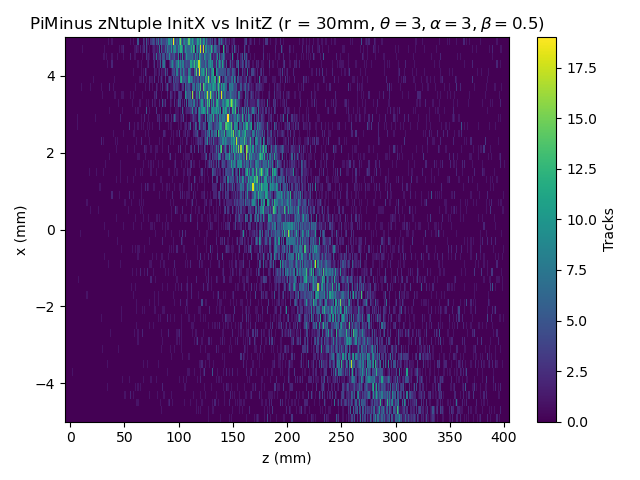 PiMinus zNtuple InitX vs InitZ (r = 30mm, θ = 3, α = 3, β = 0.5)
4
2
0
−2
−4
x (mm)
0 50 100 150 200 250 300 350 400
z (mm)
17.5
15.0
12.5
10.0
7.5
5.0
2.5
0.0
Tracks